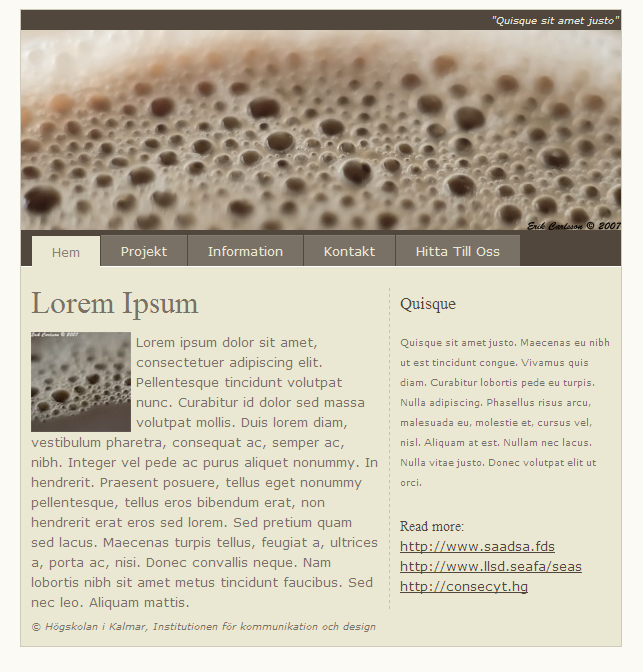 "Quisque sit amet justo"
Erik Carlsson © 2007
Hem Projekt Information Kontakt Hitta Till Oss
Lorem Ipsum
Erik Carlsson © 2007
Lorem ipsum dolor sit amet,
consectetuer adipiscing elit.
Pellentesque tincidunt volutpat
nunc. Curabitur id dolor sed massa
volutpat mollis. Duis lorem diam,
vestibulum pharetra, consequat ac, semper ac,
nibh. Integer vel pede ac purus aliquet nonummy. In
hendrerit. Praesent posuere, tellus eget nonummy
pellentesque, tellus eros bibendum erat, non
hendrerit erat eros sed lorem. Sed pretium quam
sed lacus. Maecenas turpis tellus, feugiat a, ultrices
a, porta ac, nisi. Donec convallis neque. Nam
lobortis nibh sit amet metus tincidunt faucibus. Sed
nec leo. Aliquam mattis.
Quisque
Quisque sit amet justo. Maecenas eu nibh
ut est tincidunt congue. Vivamus quis
diam. Curabitur lobortis pede eu turpis.
Nulla adipiscing. Phasellus risus arcu,
malesuada eu, molestie et, cursus vel,
nisl. Aliquam at est. Nullam nec lacus.
Nulla vitae justo. Donec volutpat elit ut
orci.
Read more:
http://www.saadsa.fds
http://www.llsd.seafa/seas
http://consecyt.hg
© Högskolan i Kalmar, Institutionen för kommunikation och design